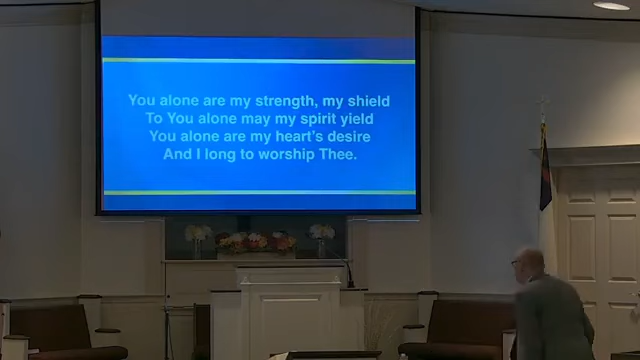 You alone are my strength, my shield
To You alone may my spirit yield
You alone are my heart's desire
And I long to worship Thee.